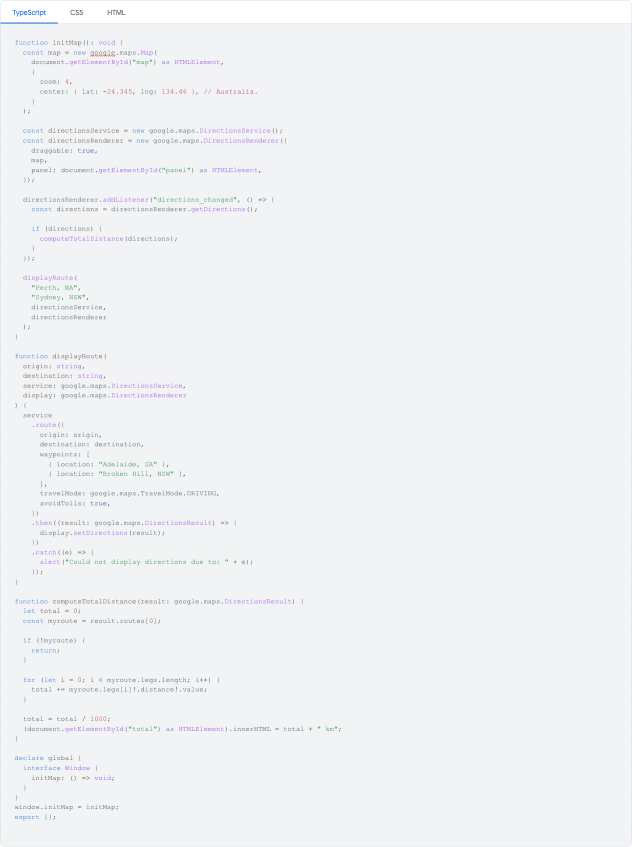 TypeScript CSS HTML
function initMap(): void {
  const map = new google.maps.Map(
    document.getElementById("map") as HTMLElement,
    {
      zoom: 4,
      center: { lat: -24.345, lng: 134.46 }, // Australia.
    }
  );

  const directionsService = new google.maps.DirectionsService();
  const directionsRenderer = new google.maps.DirectionsRenderer({
    draggable: true,
    map,
    panel: document.getElementById("panel") as HTMLElement,
  });

  directionsRenderer.addListener("directions_changed", () => {
    const directions = directionsRenderer.getDirections();

    if (directions) {
      computeTotalDistance(directions);
    }
  });

  displayRoute(
    "Perth, WA",
    "Sydney, NSW",
    directionsService,
    directionsRenderer
  );
}

function displayRoute(
  origin: string,
  destination: string,
  service: google.maps.DirectionsService,
  display: google.maps.DirectionsRenderer
) {
  service
    .route({
      origin: origin,
      destination: destination,
      waypoints: [
        { location: "Adelaide, SA" },
        { location: "Broken Hill, NSW" },
      ],
      travelMode: google.maps.TravelMode.DRIVING,
      avoidTolls: true,
    })
    .then((result: google.maps.DirectionsResult) => {
      display.setDirections(result);
    })
    .catch((e) => {
      alert("Could not display directions due to: " + e);
    });
}

function computeTotalDistance(result: google.maps.DirectionsResult) {
  let total = 0;
  const myroute = result.routes[0];

  if (!myroute) {
    return;
  }

  for (let i = 0; i < myroute.legs.length; i++) {
    total += myroute.legs[i]!.distance!.value;
  }

  total = total / 1000;
  (document.getElementById("total") as HTMLElement).innerHTML = total + " km";
}

declare global {
  interface Window {
    initMap: () => void;
  }
}
window.initMap = initMap;
export {};